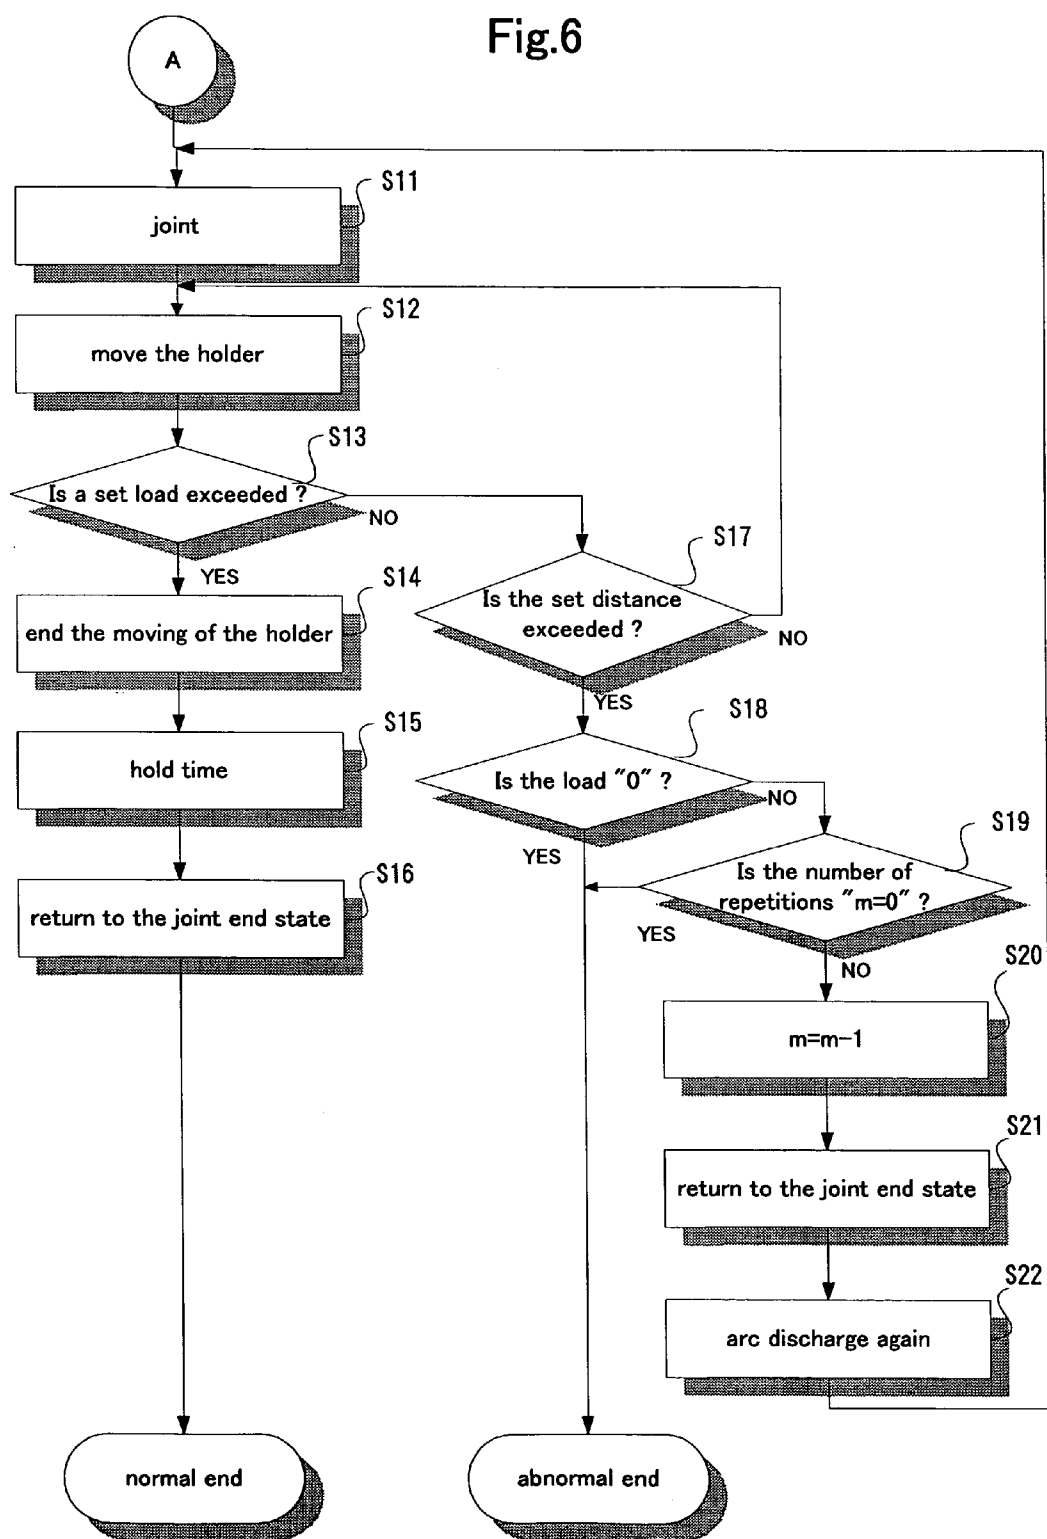 Fig.6
A
S11
joint
S12
move the holder
S13
Is a set load exceeded ?
NO
YES
S14
end the moving of the holder
S15
hold time
S16
return to the joint end state
S17
Is the set distance
exceeded ?
NO
YES
S18
Is the load "0" ?
NO
YES
S19
Is the number of
repetitions "m=0" ?
YES
NO
S20
m=m-1
S21
return to the joint end state
S22
arc discharge again
normal end
abnormal end